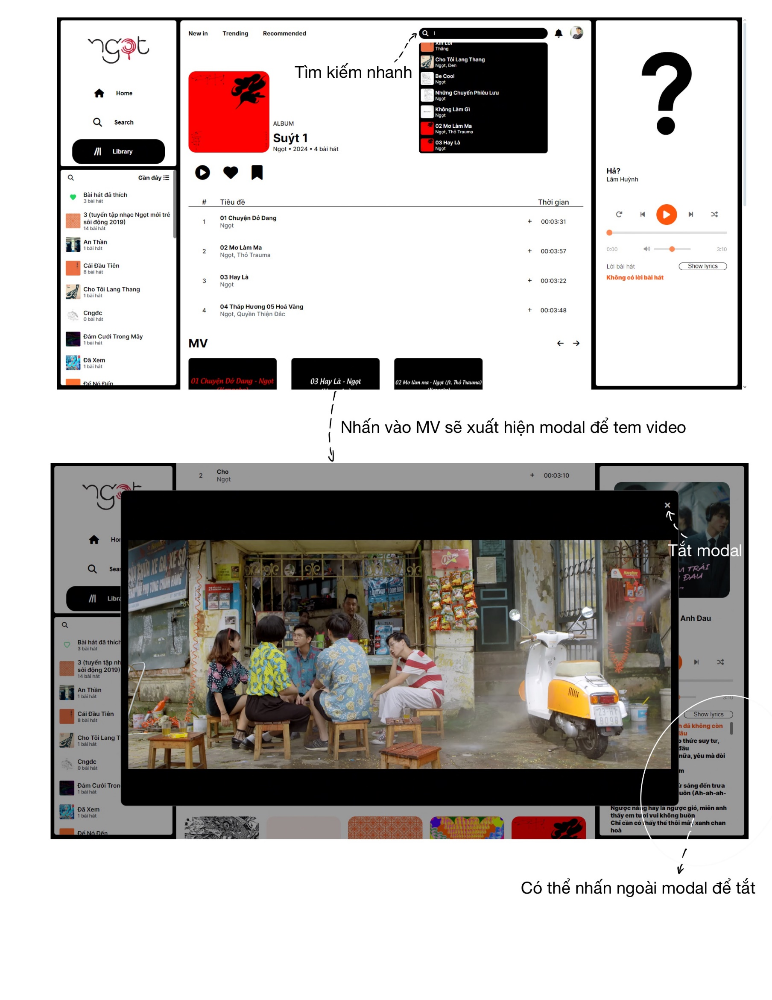 ngọt
Home
Search
Library
Gần đây
Bài hát đã thích
3 bài hát
3 (tuyển tập nhạc Ngọt mới trẻ
sôi động 2019)
14 bài hát
An Thần
1 bài hát
Cái Đầu Tiên
8 bài hát
Cho Tôi Lang Thang
1 bài hát
Cngđc
0 bài hát
Đám Cưới Trong Mây
1 bài hát
Đã Xem
1 bài hát
Để Nó Đến
New in
Trending
Recommended
l
Tìm kiếm nhanh
Xin Lỗi
Thắng
Cho Tôi Lang Thang
Ngọt, Đen
Be Cool
Ngọt
Những Chuyến Phiêu Lưu
Ngọt
Không Làm Gì
Ngọt
02 Mơ Làm Ma
Ngọt, Thỏ Trauma
03 Hay Là
Ngọt
ALBUM
Suýt 1
Ngọt • 2024 • 4 bài hát
# Tiêu đề Thời gian
1 01 Chuyện Dở Dang + 00:03:31
Ngọt
2 02 Mơ Làm Ma + 00:03:57
Ngọt, Thỏ Trauma
3 03 Hay Là + 00:03:22
Ngọt
4 04 Thắp Hương 05 Hoá Vàng + 00:03:48
Ngọt, Quyền Thiện Đắc
MV
01 Chuyện Dở Dang - Ngọt
(Karaoke)
03 Hay Là - Ngọt
02 Mơ làm ma - Ngọt (ft. Thỏ Trauma)
(Karaoke)
?
Hả?
Lâm Huỳnh
0:00
3:10
Lời bài hát
Show lyrics
Không có lời bài hát
Nhấn vào MV sẽ xuất hiện modal để tem video
2 Cho + 00:03:10
Ngọt
ngọt
Hor
Sear
Libra
Bài hát đã thích
3 bài hát
3 (tuyển tập nh
sôi động 2019)
14 bài hát
An Thần
1 bài hát
Cái Đầu Tiên
8 bài hát
Cho Tôi Lang T
1 bài hát
Cngđc
0 bài hát
Đám Cưới Tron
1 bài hát
Đã Xem
1 bài hát
Để Nó Đến
×
Tắt modal
CHỮA XE GA, XE SỐ
PHỤ TÙNG CHÍNH HÃNG
1.000.000
23-H1
8098
M TRÁI
ĐAU
Anh Đau
3:10
Show lyrics
h đã không còn
đâu
o thức suy tư,
đâu
nữa, yêu mà đòi
m
ừ sáng đến trưa
uôn (Ah-ah-ah-
Ngược nắng hay là ngược gió, miễn anh
thấy em tươi vui không buồn
Chỉ cần có thấy thế thôi mây xanh chan
hoà
Có thể nhấn ngoài modal để tắt